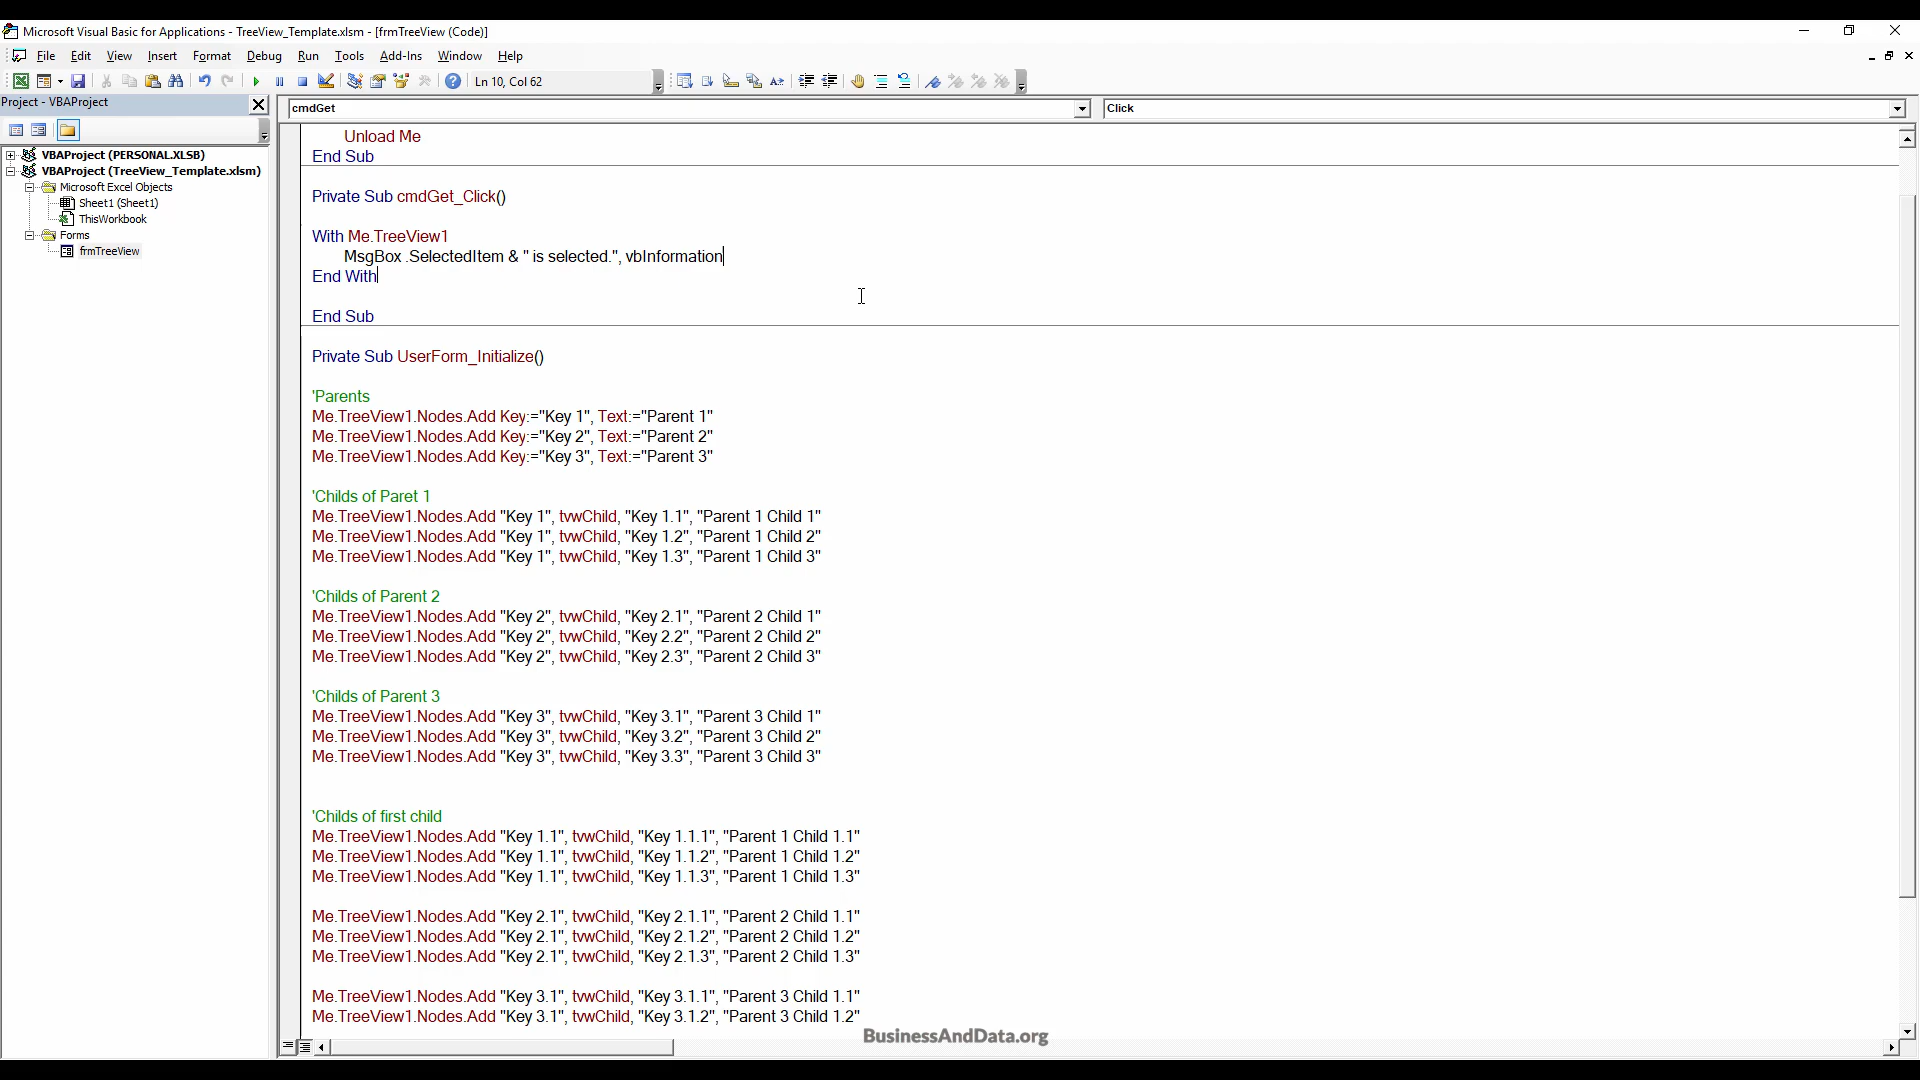 Microsoft Visual Basic for Applications - TreeView_Template.xlsm - [frmTreeView (Code)]
File Edit View Insert Format Debug Run Tools Add-Ins Window Help
Ln 10, Col 62
Project - VBAProject
cmdGet
Click
VBAProject (PERSONAL.XLSB)
VBAProject (TreeView_Template.xlsm)
Microsoft Excel Objects
Sheet1 (Sheet1)
ThisWorkbook
Forms
frmTreeView
Unload Me
End Sub
Private Sub cmdGet_Click()
With Me.TreeView1
MsgBox .SelectedItem & " is selected.", vbInformation
End With
End Sub
Private Sub UserForm_Initialize()
'Parents
Me.TreeView1.Nodes.Add Key:="Key 1", Text:="Parent 1"
Me.TreeView1.Nodes.Add Key:="Key 2", Text:="Parent 2"
Me.TreeView1.Nodes.Add Key:="Key 3", Text:="Parent 3"
'Childs of Paret 1
Me.TreeView1.Nodes.Add "Key 1", tvwChild, "Key 1.1", "Parent 1 Child 1"
Me.TreeView1.Nodes.Add "Key 1", tvwChild, "Key 1.2", "Parent 1 Child 2"
Me.TreeView1.Nodes.Add "Key 1", tvwChild, "Key 1.3", "Parent 1 Child 3"
'Childs of Parent 2
Me.TreeView1.Nodes.Add "Key 2", tvwChild, "Key 2.1", "Parent 2 Child 1"
Me.TreeView1.Nodes.Add "Key 2", tvwChild, "Key 2.2", "Parent 2 Child 2"
Me.TreeView1.Nodes.Add "Key 2", tvwChild, "Key 2.3", "Parent 2 Child 3"
'Childs of Parent 3
Me.TreeView1.Nodes.Add "Key 3", tvwChild, "Key 3.1", "Parent 3 Child 1"
Me.TreeView1.Nodes.Add "Key 3", tvwChild, "Key 3.2", "Parent 3 Child 2"
Me.TreeView1.Nodes.Add "Key 3", tvwChild, "Key 3.3", "Parent 3 Child 3"
'Childs of first child
Me.TreeView1.Nodes.Add "Key 1.1", tvwChild, "Key 1.1.1", "Parent 1 Child 1.1"
Me.TreeView1.Nodes.Add "Key 1.1", tvwChild, "Key 1.1.2", "Parent 1 Child 1.2"
Me.TreeView1.Nodes.Add "Key 1.1", tvwChild, "Key 1.1.3", "Parent 1 Child 1.3"
Me.TreeView1.Nodes.Add "Key 2.1", tvwChild, "Key 2.1.1", "Parent 2 Child 1.1"
Me.TreeView1.Nodes.Add "Key 2.1", tvwChild, "Key 2.1.2", "Parent 2 Child 1.2"
Me.TreeView1.Nodes.Add "Key 2.1", tvwChild, "Key 2.1.3", "Parent 2 Child 1.3"
Me.TreeView1.Nodes.Add "Key 3.1", tvwChild, "Key 3.1.1", "Parent 3 Child 1.1"
Me.TreeView1.Nodes.Add "Key 3.1", tvwChild, "Key 3.1.2", "Parent 3 Child 1.2"
BusinessAndData.org